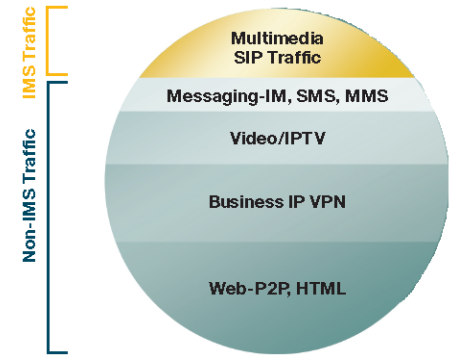 IMS Traffic
Multimedia
SIP Traffic
Non-IMS Traffic
Messaging-IM, SMS, MMS
Video/IPTV
Business IP VPN
Web-P2P, HTML